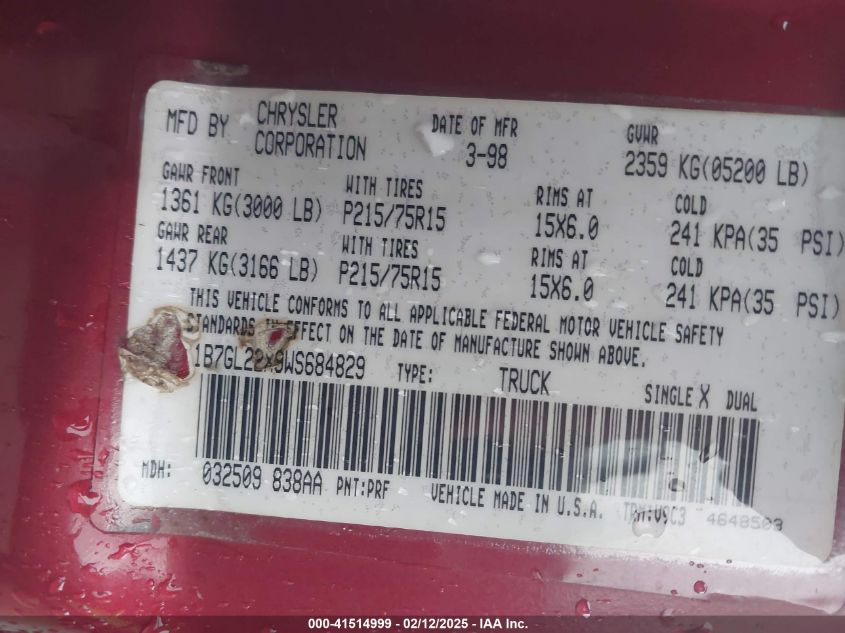 MFD BY CHRYSLER CORPORATION DATE OF MFR 3-98 GVWR 2359 KG(05200 LB)
GAWR FRONT WITH TIRES RIMS AT COLD
1361 KG(3000 LB) P215/75R15 15X6.0 241 KPA(35 PSI)
GAWR REAR WITH TIRES RIMS AT COLD
1437 KG(3166 LB) P215/75R15 15X6.0 241 KPA(35 PSI)
THIS VEHICLE CONFORMS TO ALL APPLICABLE FEDERAL MOTOR VEHICLE SAFETY
STANDARDS IN EFFECT ON THE DATE OF MANUFACTURE SHOWN ABOVE.
1B7GL22X9WS684829 TYPE: TRUCK SINGLE X DUAL
MDH: 032509 838AA PNT:PRF VEHICLE MADE IN U.S.A. TRM:V9C3 4648503
000-41514999 - 02/12/2025 - IAA Inc.